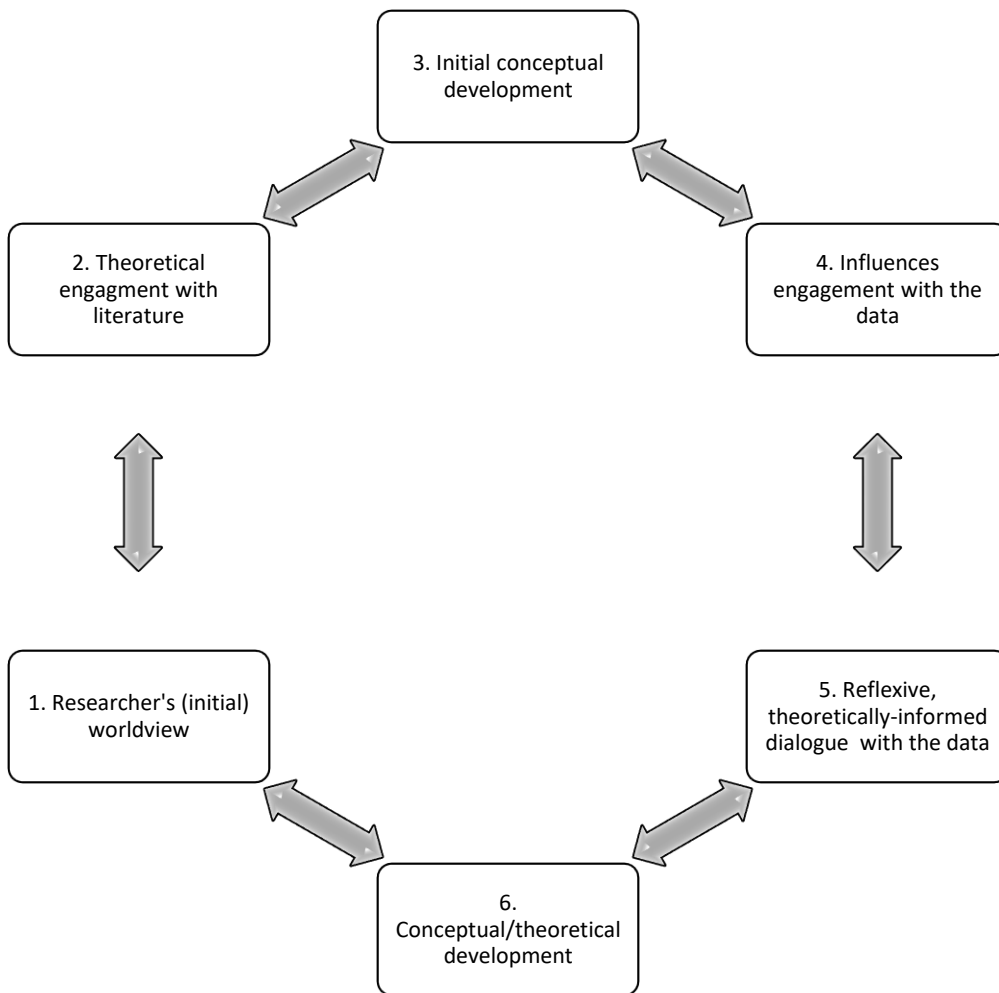 3. Initial conceptual
development
2. Theoretical
engagment with
literature
4. Influences
engagement with the
data
1. Researcher's (initial)
worldview
5. Reflexive,
theoretically-informed
dialogue  with the data
6.
Conceptual/theoretical
development